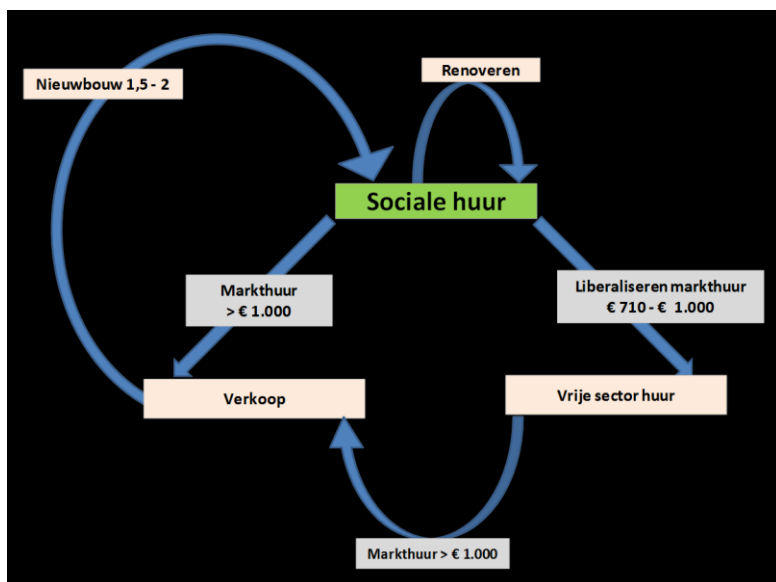 Renoveren
Nieuwbouw 1,5 - 2
Sociale huur
Markthuur
> € 1.000
Liberaliseren markthuur
€ 710 - €  1.000
Verkoop
Vrije sector huur
Markthuur > € 1.000